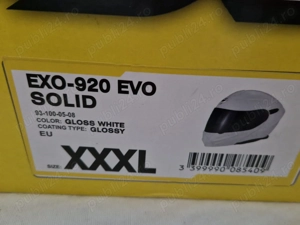 EXO-920 EVO
SOLID
93-100-05-08
COLOR: GLOSS WHITE
COATING TYPE: GLOSSY
EU
SIZE: XXXL
3 399990 085409